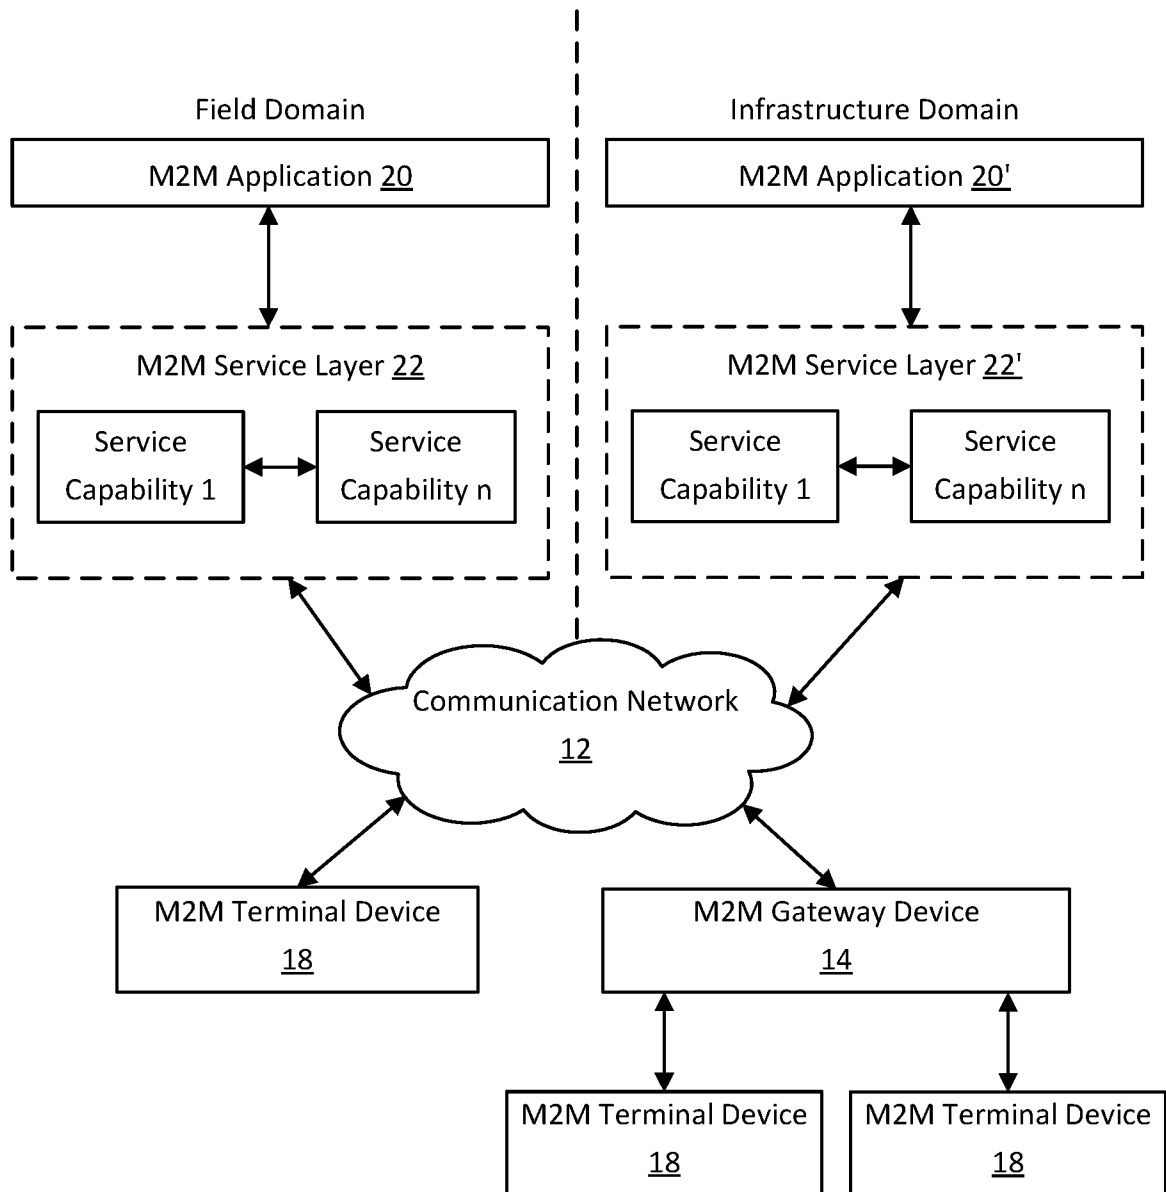 Field Domain
Infrastructure Domain
M2M Application 20
M2M Application 20'
M2M Service Layer 22
M2M Service Layer 22'
Service
Capability 1
Service
Capability n
Service
Capability 1
Service
Capability n
Communication Network
12
M2M Terminal Device
18
M2M Gateway Device
14
M2M Terminal Device
18
M2M Terminal Device
18